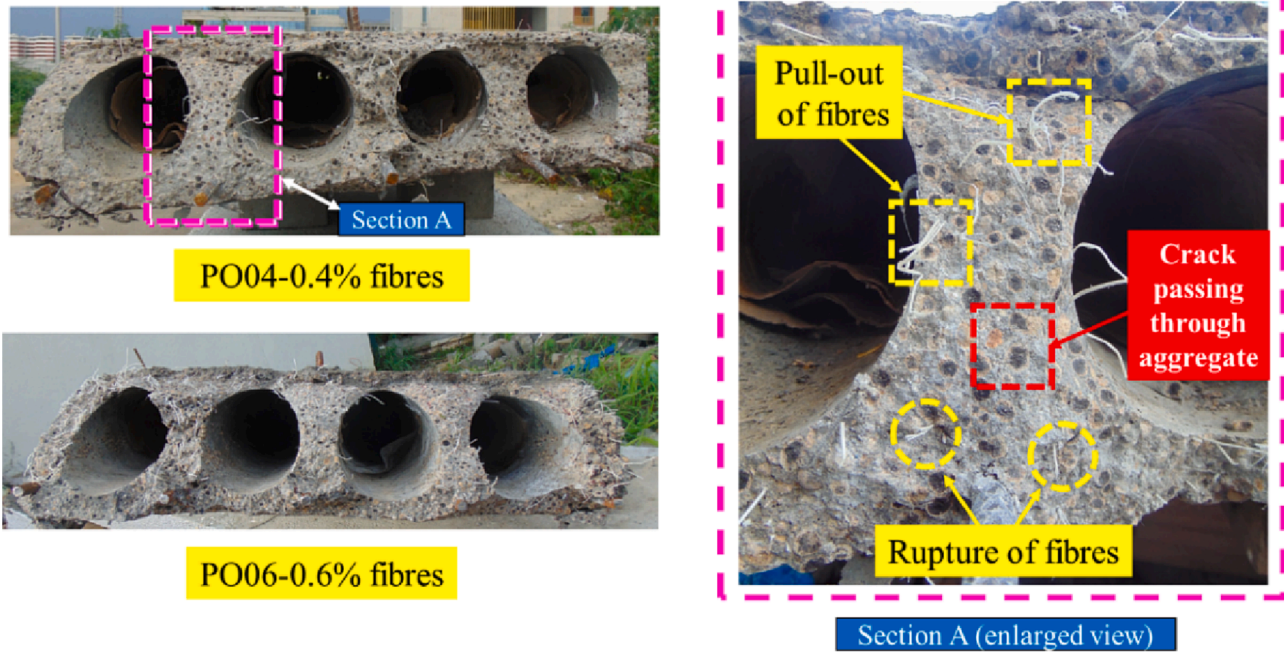 Section A
PO04-0.4% fibres
PO06-0.6% fibres
Pull-out
of fibres
Crack
passing
through
aggregate
Rupture of fibres
Section A (enlarged view)